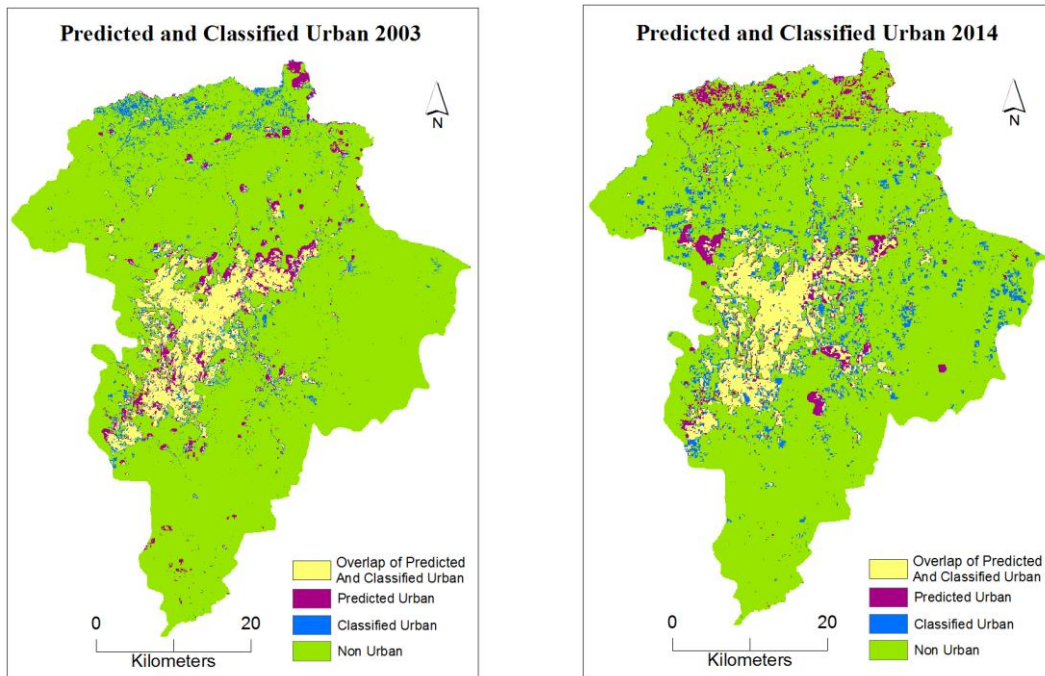 Predicted and Classified Urban 2003
N
Overlap of Predicted
And Classified Urban
Predicted Urban
Classified Urban
Non Urban
0 20
Kilometers
Predicted and Classified Urban 2014
N
Overlap of Predicted
And Classified Urban
Predicted Urban
Classified Urban
Non Urban
0 20
Kilometers